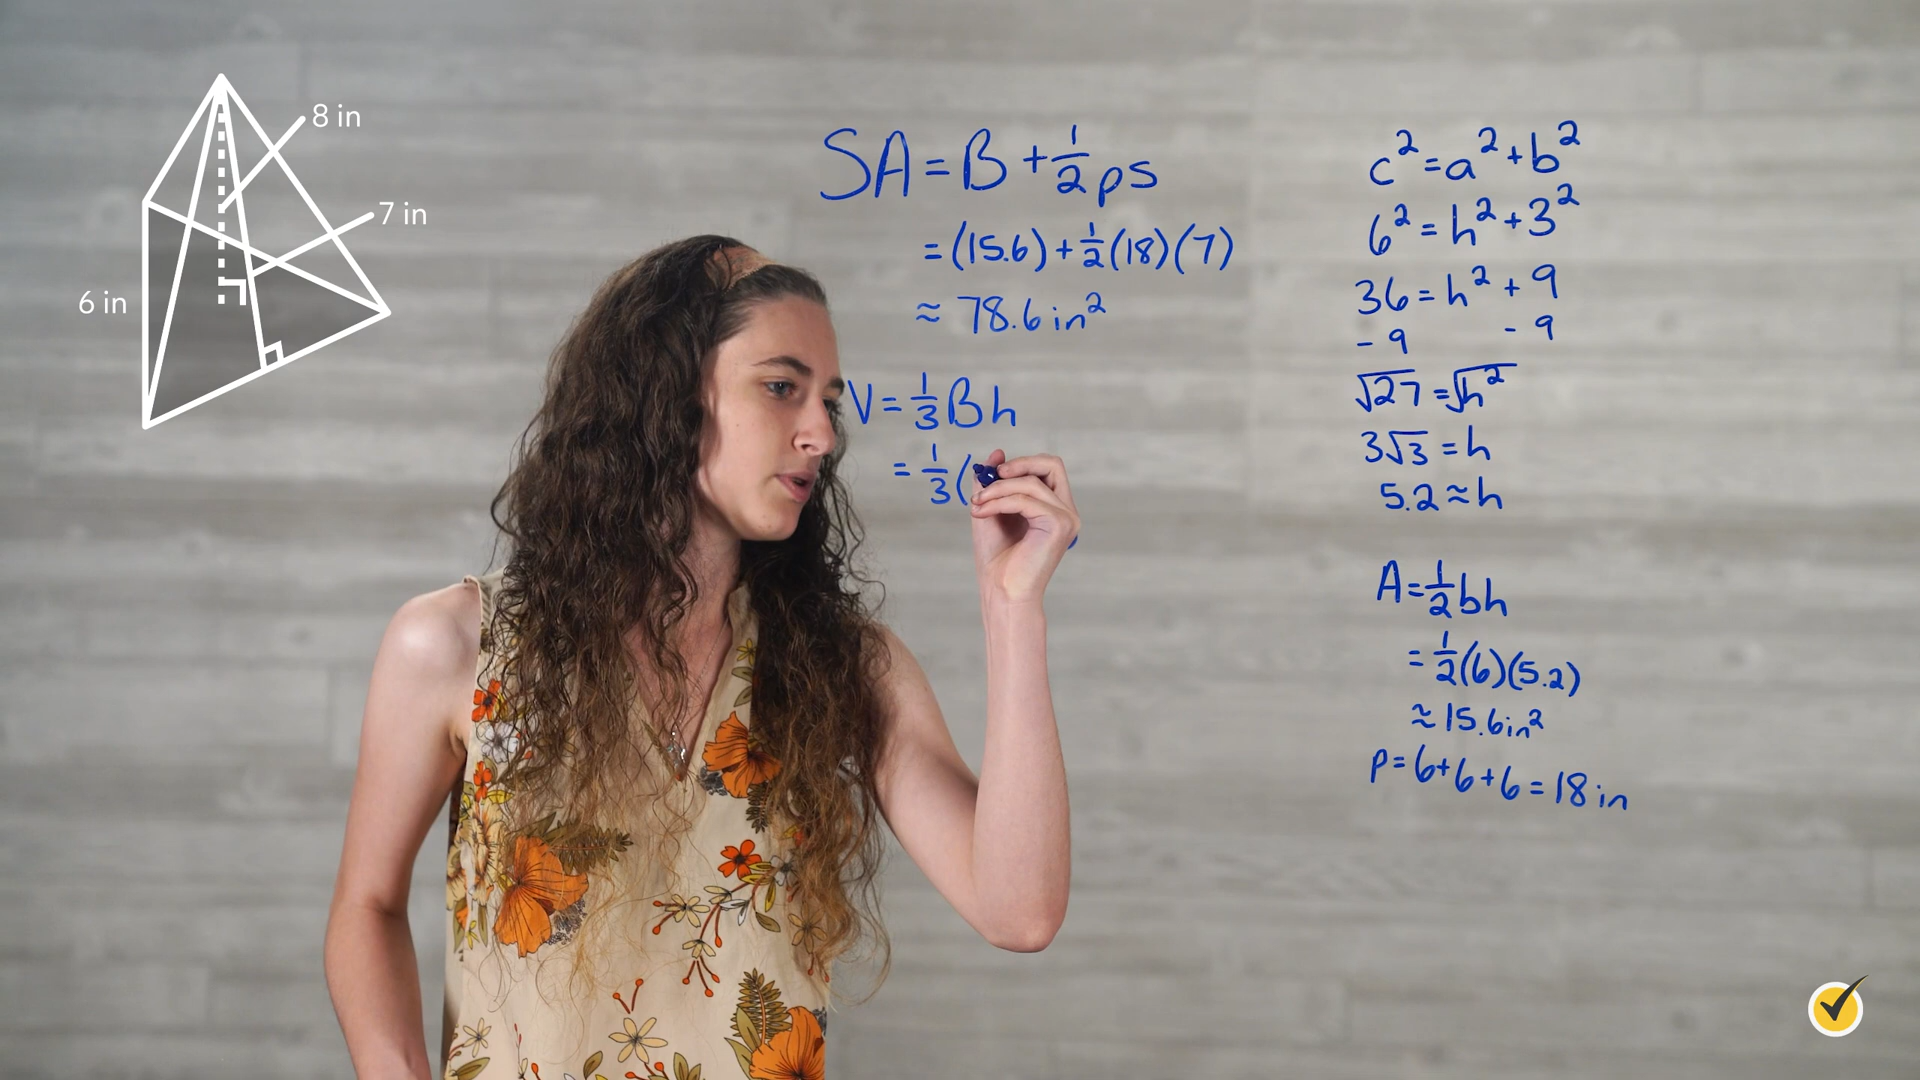 8 in
7 in
6 in
SA = B + 1/2 ps
= (15.6) + 1/2 (18)(7)
≈ 78.6 in²
V = 1/3 Bh
= 1/3 (
c² = a² + b²
6² = h² + 3²
36 = h² + 9
- 9 - 9
√27 = √h²
3√3 = h
5.2 ≈ h
A = 1/2 bh
= 1/2 (6)(5.2)
≈ 15.6 in²
P = 6 + 6 + 6 = 18 in